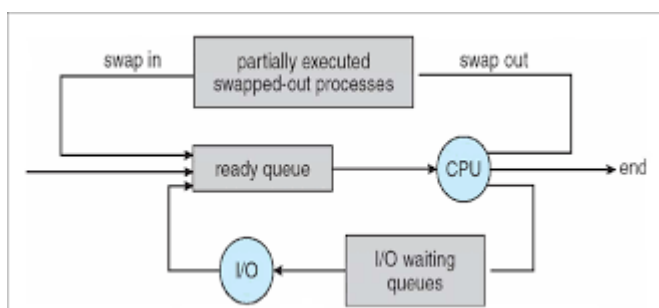 swap in
partially executed
swapped-out processes
swap out
ready queue
CPU
end
I/O
I/O waiting
queues